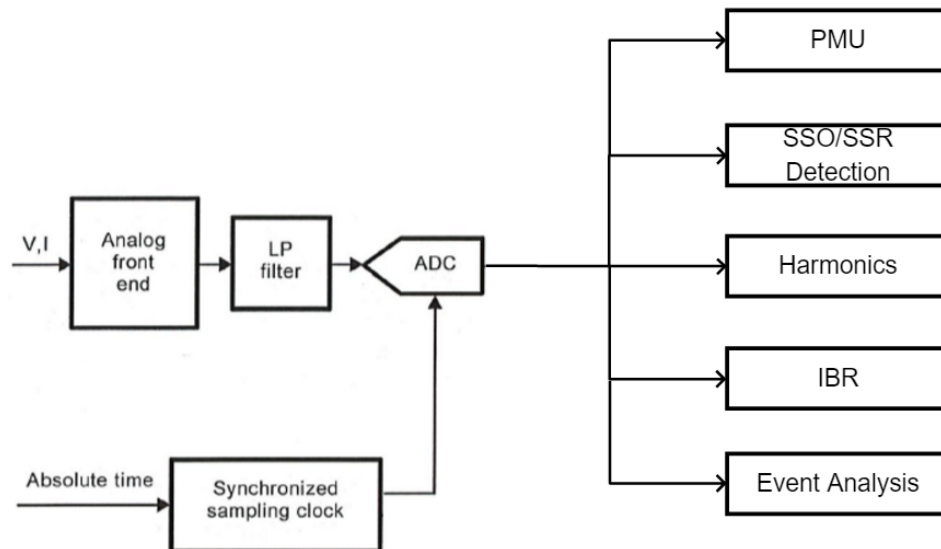 PMU
SSO/SSR
Detection
V,I
Analog
front
end
LP
filter
ADC
Harmonics
IBR
Absolute time
Synchronized
sampling clock
Event Analysis